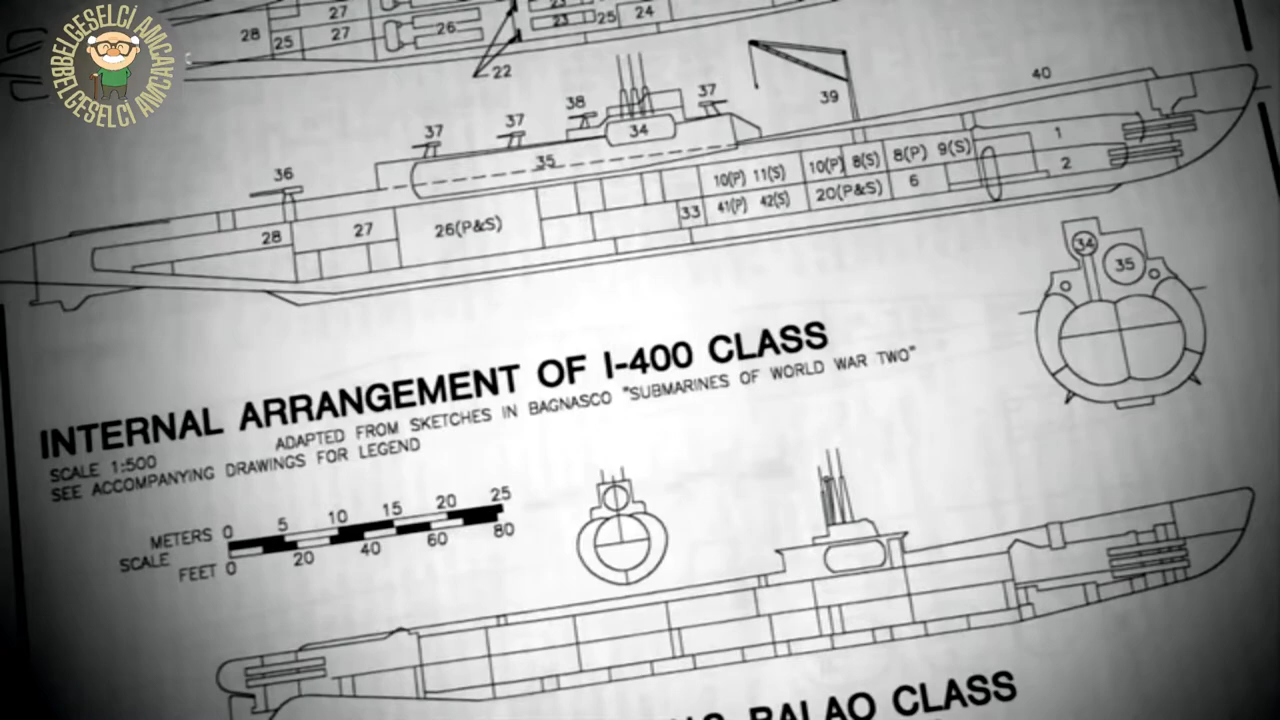 BELGESELCİ AMCA BELGESELCİ AMCA
27
28
23
25
24
25
27
26
22
40
37
39
38
37
37
34
35
36
1
10(P) 11(S) 10(P) 8(S) 8(P) 9(S)
2
33 41(P) 42(S) 20(P&S) 6
28 27 26(P&S)
34
35
INTERNAL ARRANGEMENT OF I-400 CLASS
ADAPTED FROM SKETCHES IN BAGNASCO "SUBMARINES OF WORLD WAR TWO"
SCALE 1:500
SEE ACCOMPANYING DRAWINGS FOR LEGEND
METERS 0 5 10 15 20 25
SCALE
FEET 0 20 40 60 80
BALAO CLASS